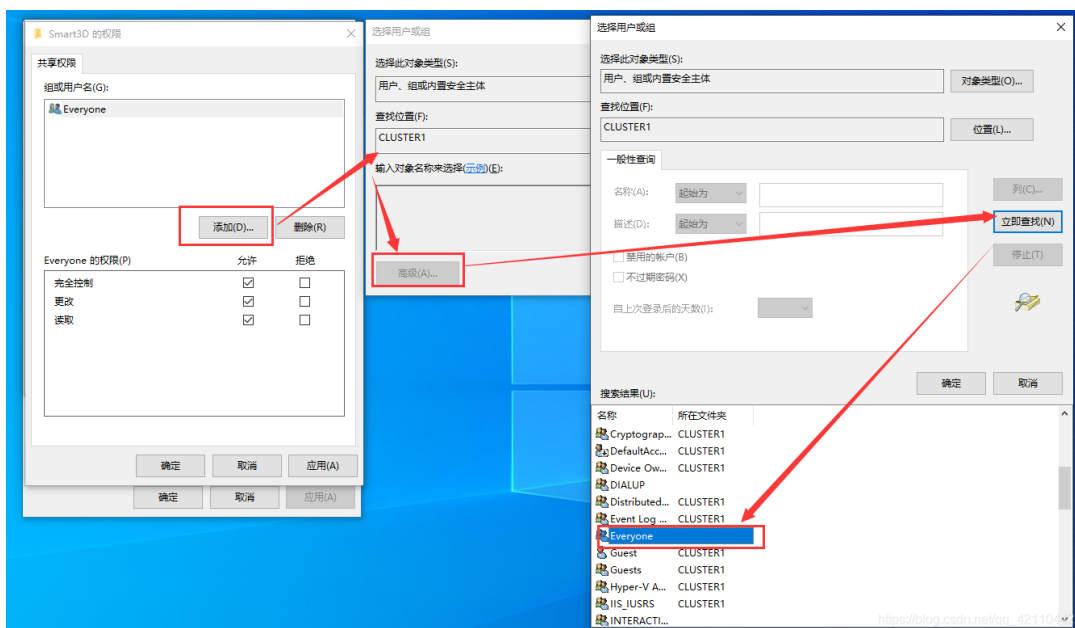 Smart3D 的权限
共享权限
组或用户名(G):
Everyone
添加(D)...
删除(R)
Everyone 的权限(P)
允许
拒绝
完全控制
更改
读取
确定
取消
应用(A)
确定
取消
应用(A)
选择用户或组
选择此对象类型(S):
用户、组或内置安全主体
查找位置(F):
CLUSTER1
输入对象名称来选择(示例)(E):
高级(A)...
选择用户或组
选择此对象类型(S):
用户、组或内置安全主体
对象类型(O)...
查找位置(F):
CLUSTER1
位置(L)...
一般性查询
名称(A):
起始为
列(C)...
描述(D):
起始为
立即查找(N)
禁用的帐户(B)
停止(T)
不过期密码(X)
自上次登录后的天数(I):
确定
取消
搜索结果(U):
名称 所在文件夹
Cryptograp... CLUSTER1
DefaultAcc... CLUSTER1
Device Ow... CLUSTER1
DIALUP
Distributed... CLUSTER1
Event Log ... CLUSTER1
Everyone
Guest CLUSTER1
Guests CLUSTER1
Hyper-V A... CLUSTER1
IIS_IUSRS CLUSTER1
INTERACTI...